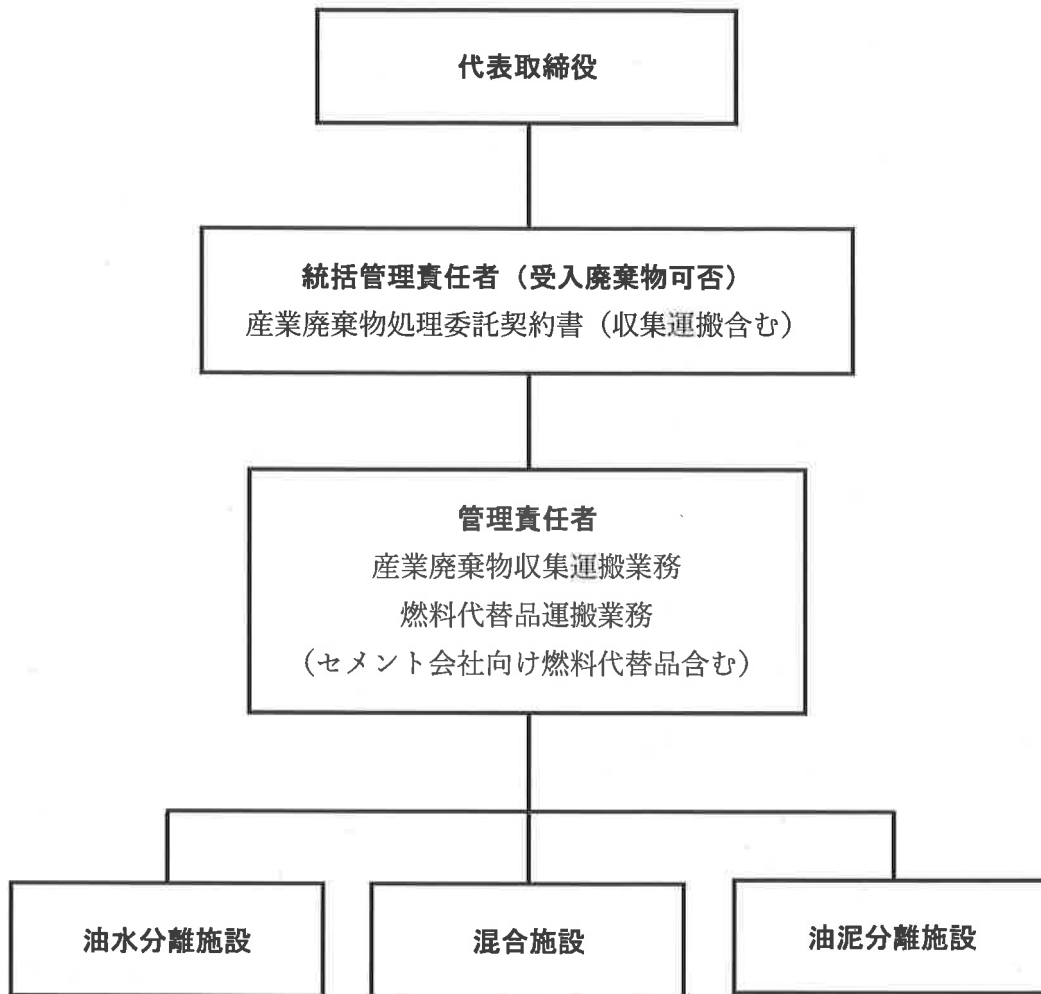 代表取締役
統括管理責任者（受入廃棄物可否）
産業廃棄物処理委託契約書（収集運搬含む）
管理責任者
産業廃棄物収集運搬業務
燃料代替品運搬業務
（セメント会社向け燃料代替品含む）
油水分離施設
混合施設
油泥分離施設